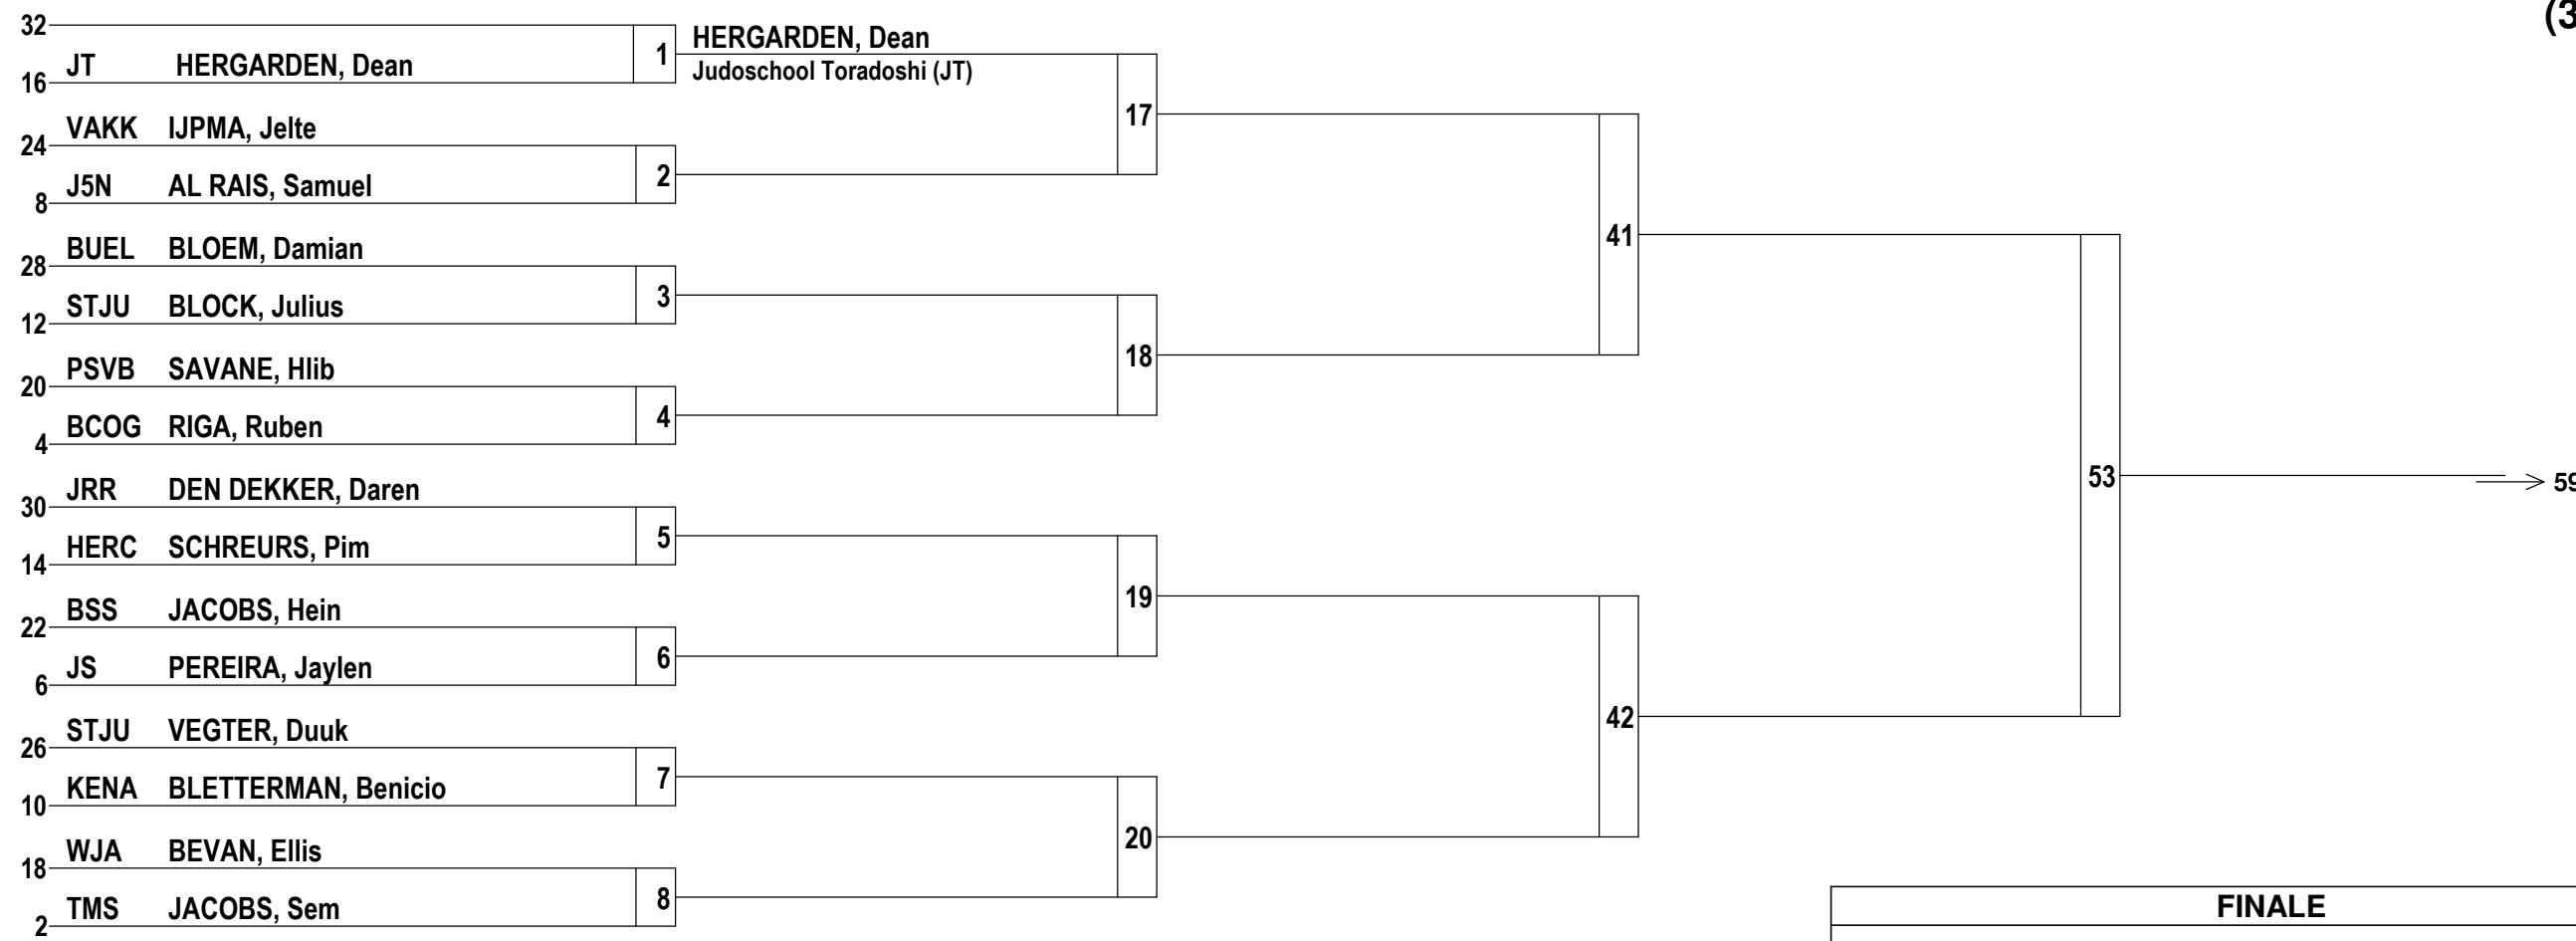 (3
32
1
HERGARDEN, Dean
Judoschool Toradoshi (JT)
16 JT HERGARDEN, Dean
17
24 VAKK IJPMA, Jelte
2
8 J5N AL RAIS, Samuel
41
28 BUEL BLOEM, Damian
3
12 STJU BLOCK, Julius
18
20 PSVB SAVANE, Hlib
4
4 BCOG RIGA, Ruben
53
59
30 JRR DEN DEKKER, Daren
5
14 HERC SCHREURS, Pim
19
22 BSS JACOBS, Hein
6
6 JS PEREIRA, Jaylen
42
26 STJU VEGTER, Duuk
7
10 KENA BLETTERMAN, Benicio
20
18 WJA BEVAN, Ellis
8
2 TMS JACOBS, Sem
FINALE